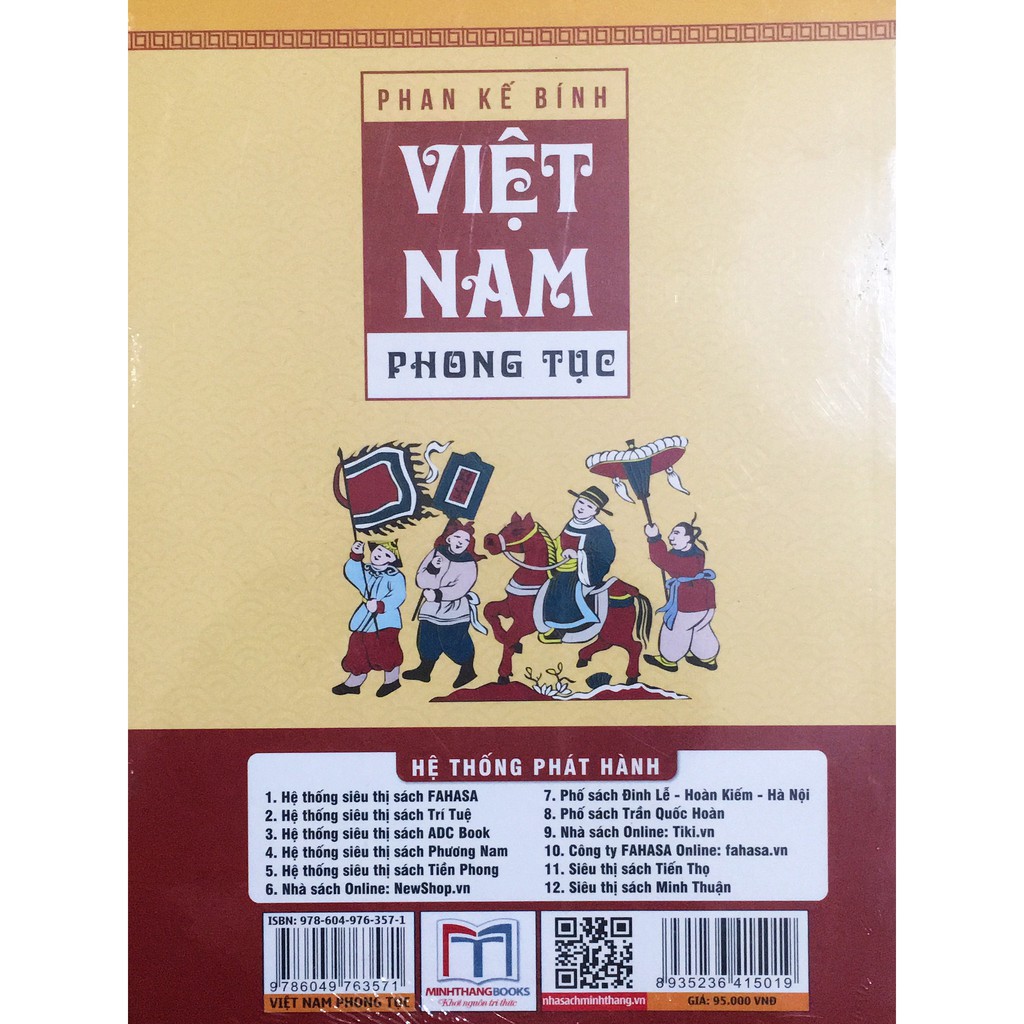 PHAN KẾ BÍNH
VIỆT
NAM
PHONG TỤC
HỆ THỐNG PHÁT HÀNH
1. Hệ thống siêu thị sách FAHASA
2. Hệ thống siêu thị sách Trí Tuệ
3. Hệ thống siêu thị sách ADC Book
4. Hệ thống siêu thị sách Phương Nam
5. Hệ thống siêu thị sách Tiền Phong
6. Nhà sách Online: NewShop.vn
7. Phố sách Đinh Lễ - Hoàn Kiếm - Hà Nội
8. Phố sách Trần Quốc Hoàn
9. Nhà sách Online: Tiki.vn
10. Công ty FAHASA Online: fahasa.vn
11. Siêu thị sách Tiến Thọ
12. Siêu thị sách Minh Thuận
ISBN: 978-604-976-357-1
9 786049 763571
VIỆT NAM PHONG TỤC
MINHTHANGBOOKS
Khơi nguồn tri thức
nhasachminhthang.vn
8 935236 415019
GIÁ: 95.000 VNĐ